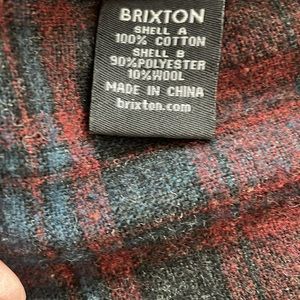 BRIXTON
SHELL A
100% COTTON
SHELL B
90%POLYESTER
10%WOOL
MADE IN CHINA
brixton.com